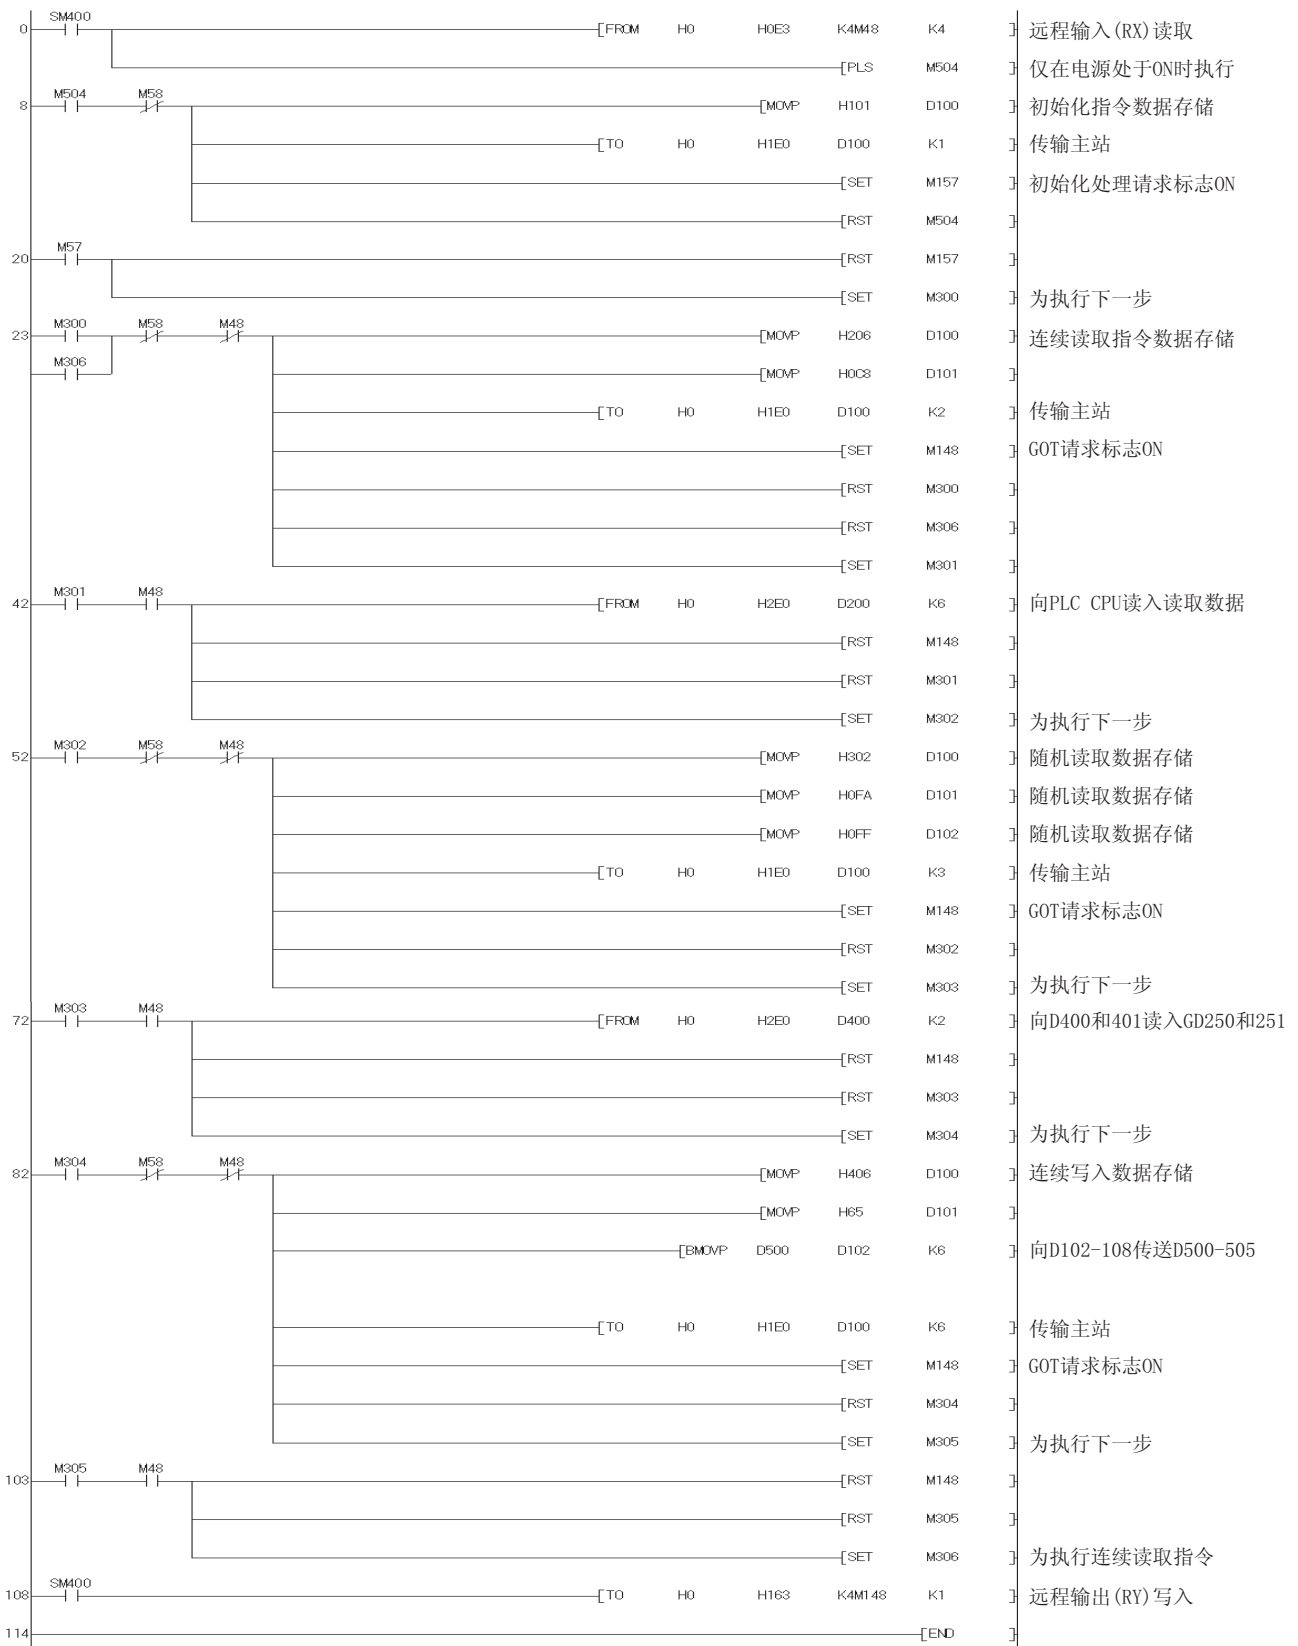 SM400
0 [FROM H0 H0E3 K4M48 K4 ] 远程输入(RX)读取
[PLS M504 ] 仅在电源处于ON时执行
M504 M58
8 [MOVP H101 D100 ] 初始化指令数据存储
[TO H0 H1E0 D100 K1 ] 传输主站
[SET M157 ] 初始化处理请求标志ON
[RST M504 ]
M57
20 [RST M157 ]
[SET M300 ] 为执行下一步
M300 M58 M48
23 [MOVP H206 D100 ] 连续读取指令数据存储
M306
[MOVP H0C8 D101 ]
[TO H0 H1E0 D100 K2 ] 传输主站
[SET M148 ] GOT请求标志ON
[RST M300 ]
[RST M306 ]
[SET M301 ]
M301 M48
42 [FROM H0 H2E0 D200 K6 ] 向PLC CPU读入读取数据
[RST M148 ]
[RST M301 ]
[SET M302 ] 为执行下一步
M302 M58 M48
52 [MOVP H302 D100 ] 随机读取数据存储
[MOVP H0FA D101 ] 随机读取数据存储
[MOVP H0FF D102 ] 随机读取数据存储
[TO H0 H1E0 D100 K3 ] 传输主站
[SET M148 ] GOT请求标志ON
[RST M302 ]
[SET M303 ] 为执行下一步
M303 M48
72 [FROM H0 H2E0 D400 K2 ] 向D400和401读入GD250和251
[RST M148 ]
[RST M303 ]
[SET M304 ] 为执行下一步
M304 M58 M48
82 [MOVP H406 D100 ] 连续写入数据存储
[MOVP H65 D101 ]
[BMOVP D500 D102 K6 ] 向D102-108传送D500-505
[TO H0 H1E0 D100 K6 ] 传输主站
[SET M148 ] GOT请求标志ON
[RST M304 ]
[SET M305 ] 为执行下一步
M305 M48
103 [RST M148 ]
[RST M305 ]
[SET M306 ] 为执行连续读取指令
SM400
108 [TO H0 H163 K4M148 K1 ] 远程输出(RY)写入
114 [END ]